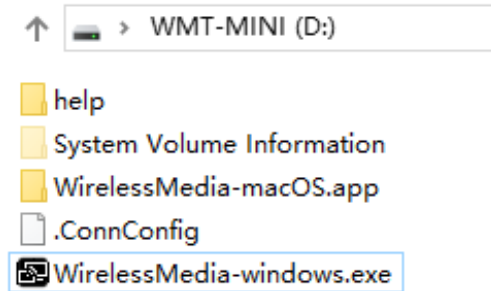 WMT-MINI (D:)
help
System Volume Information
WirelessMedia-macOS.app
.ConnConfig
WirelessMedia-windows.exe